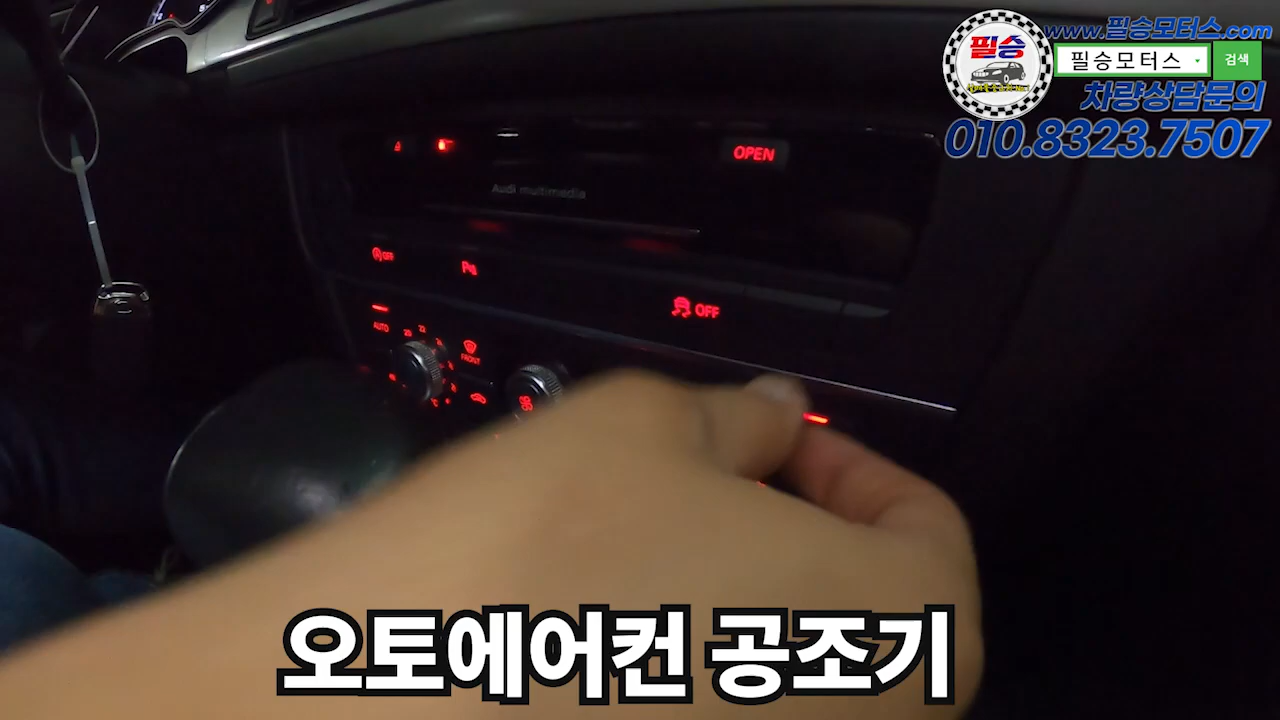 www.필승모터스.com
필승
필승모터스
검색
차량상담문의
010.8323.7507
OPEN
Audi multimedia
OFF
OFF
AUTO
FRONT
오토에어컨 공조기